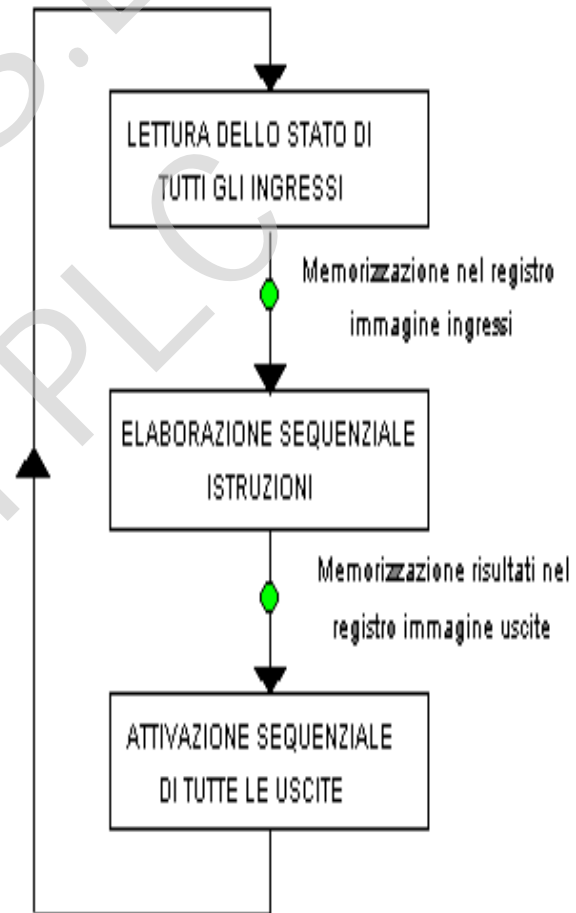 LETTURA DELLO STATO DI
TUTTI GLI INGRESSI
Memorizzazione nel registro
immagine ingressi
ELABORAZIONE SEQUENZIALE
ISTRUZIONI
Memorizzazione risultati nel
registro immagine uscite
ATTIVAZIONE SEQUENZIALE
DI TUTTE LE USCITE
PLC